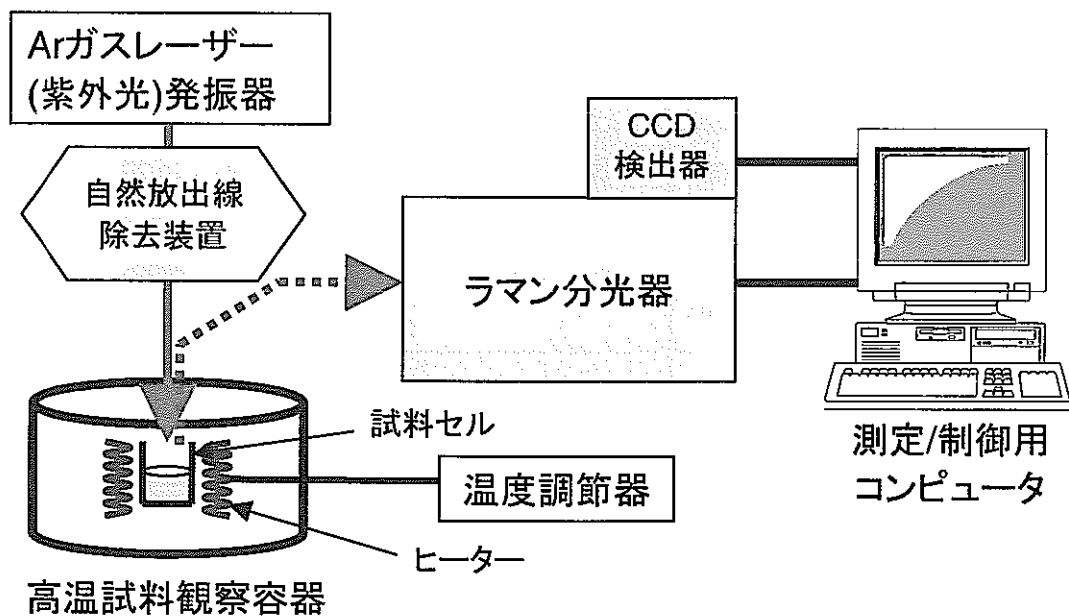 Arガスレーザー
(紫外光)発振器
自然放出線
除去装置
CCD
検出器
ラマン分光器
測定/制御用
コンピュータ
試料セル
温度調節器
ヒーター
高温試料観察容器